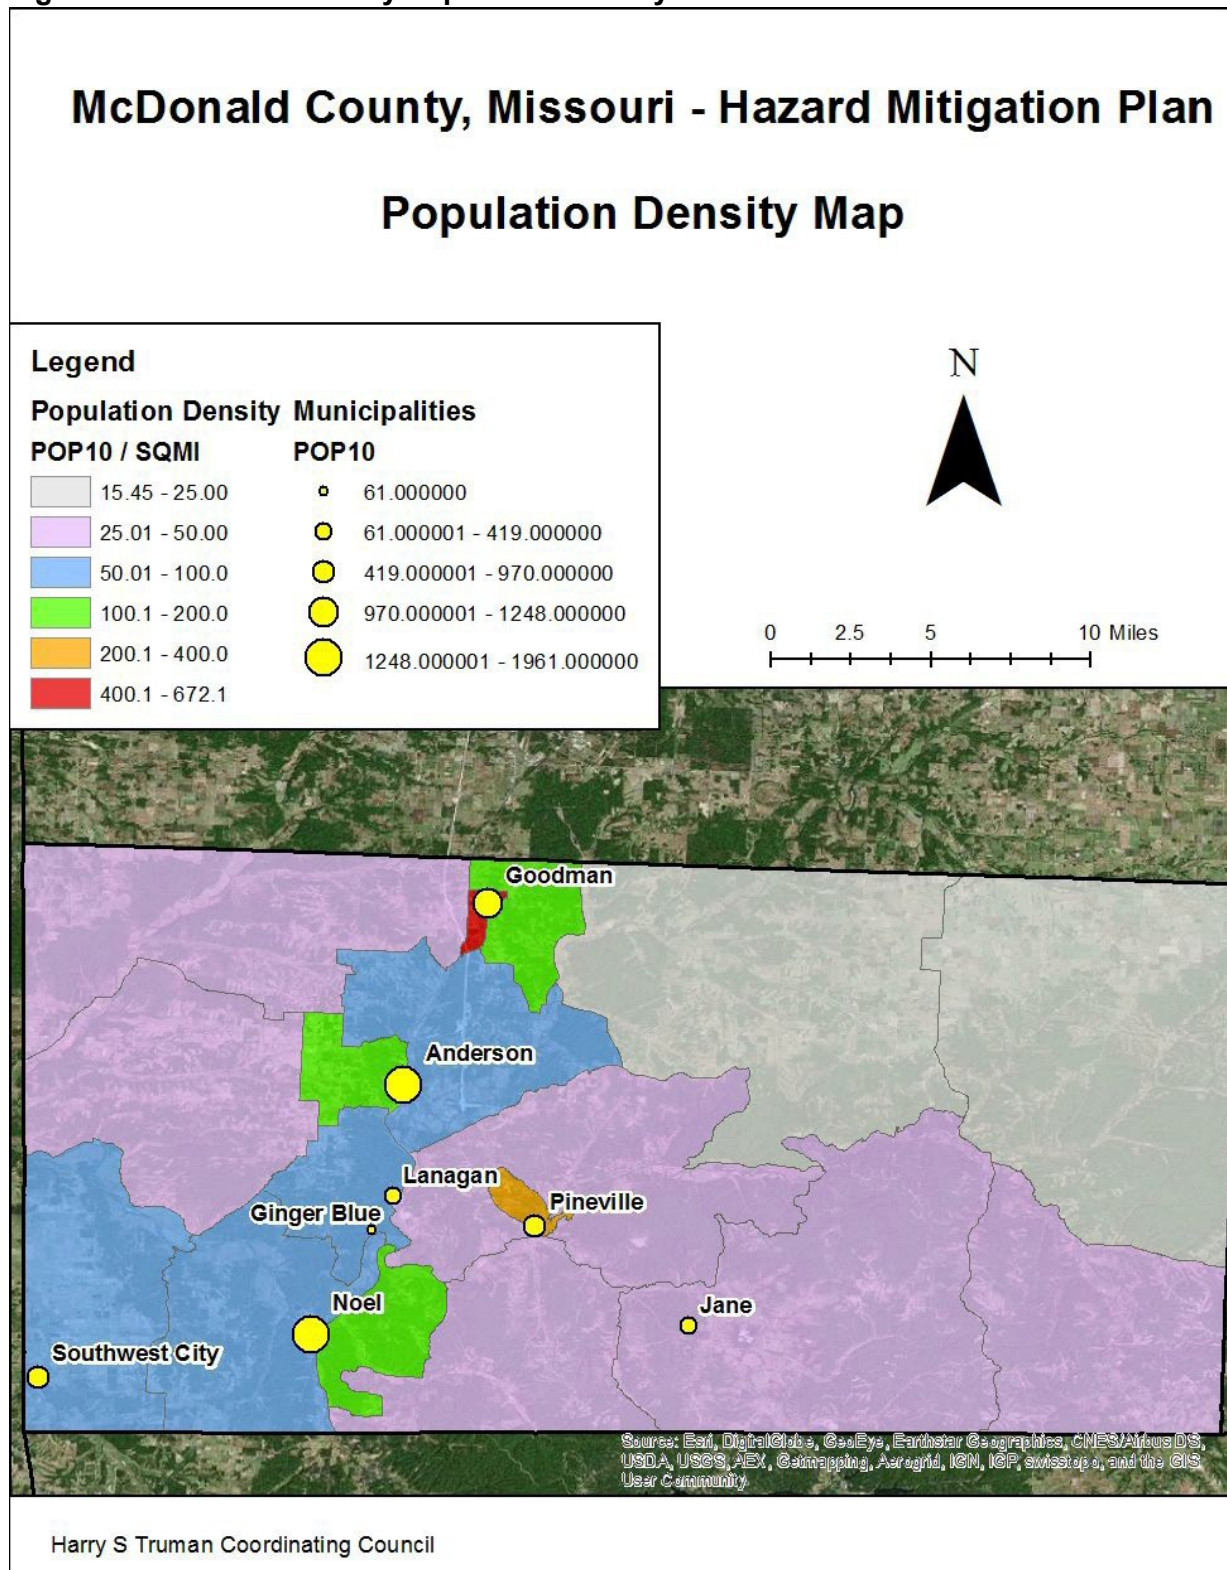 McDonald County, Missouri - Hazard Mitigation Plan
Population Density Map
Legend
Population Density Municipalities
POP10 / SQMI POP10
15.45 - 25.00 61.000000
25.01 - 50.00 61.000001 - 419.000000
50.01 - 100.0 419.000001 - 970.000000
100.1 - 200.0 970.000001 - 1248.000000
200.1 - 400.0 1248.000001 - 1961.000000
400.1 - 672.1
N
0 2.5 5 10 Miles
Goodman
Anderson
Lanagan
Ginger Blue
Pineville
Noel
Jane
Southwest City
Source: Esri, DigitalGlobe, GeoEye, Earthstar Geographics, CNES/Airbus DS,
USDA, USGS, AEX, Getmapping, Aerogrid, IGN, IGP, swisstopo, and the GIS
User Community
Harry S Truman Coordinating Council